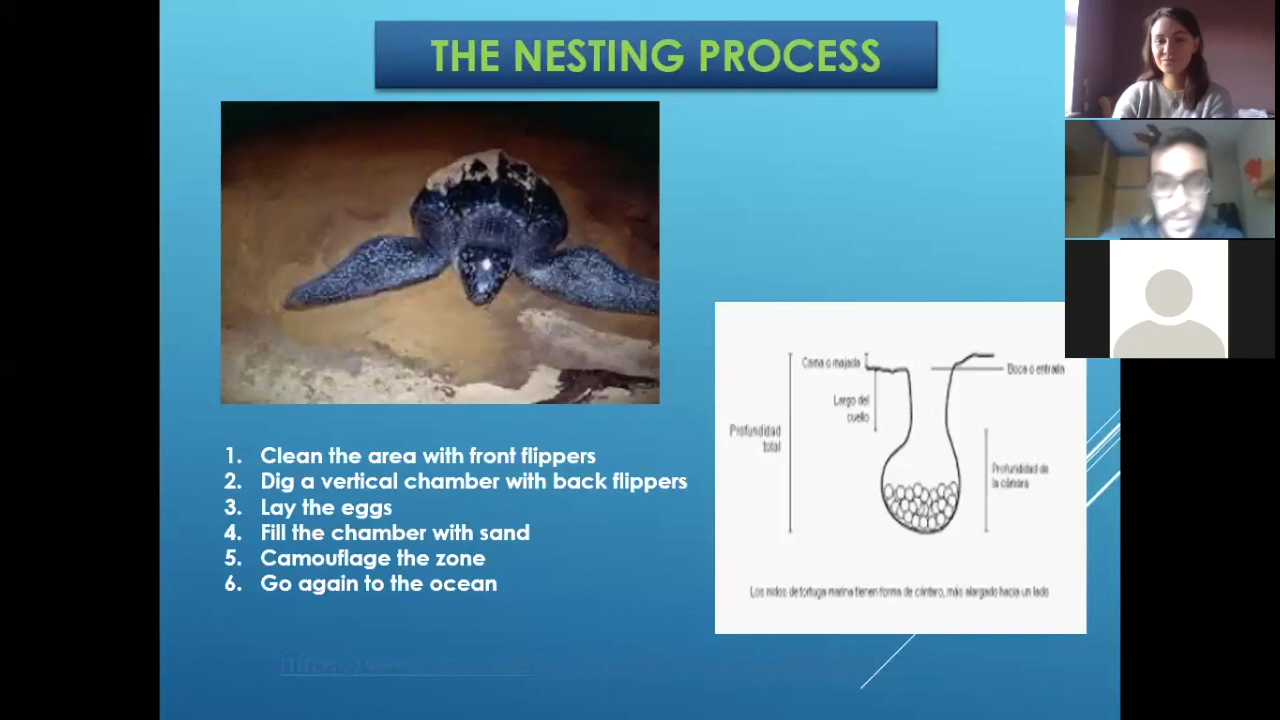 THE NESTING PROCESS
1. Clean the area with front flippers
2. Dig a vertical chamber with back flippers
3. Lay the eggs
4. Fill the chamber with sand
5. Camouflage the zone
6. Go again to the ocean
Cama o majada
Boca o entrada
Largo del
cuello
Profundidad
total
Profundidad de
la cámara
Los nidos de tortuga marina tienen forma de cántaro, más alargado hacia un lado